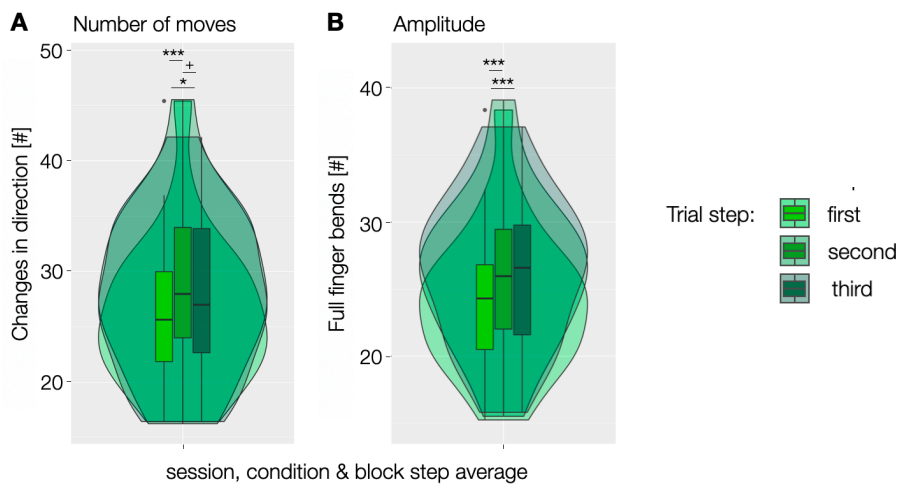 A Number of moves
B Amplitude
Changes in direction [#]
50
40
30
20
***
+
*
Full finger bends [#]
40
30
20
***
***
session, condition & block step average
Trial step:
first
second
third